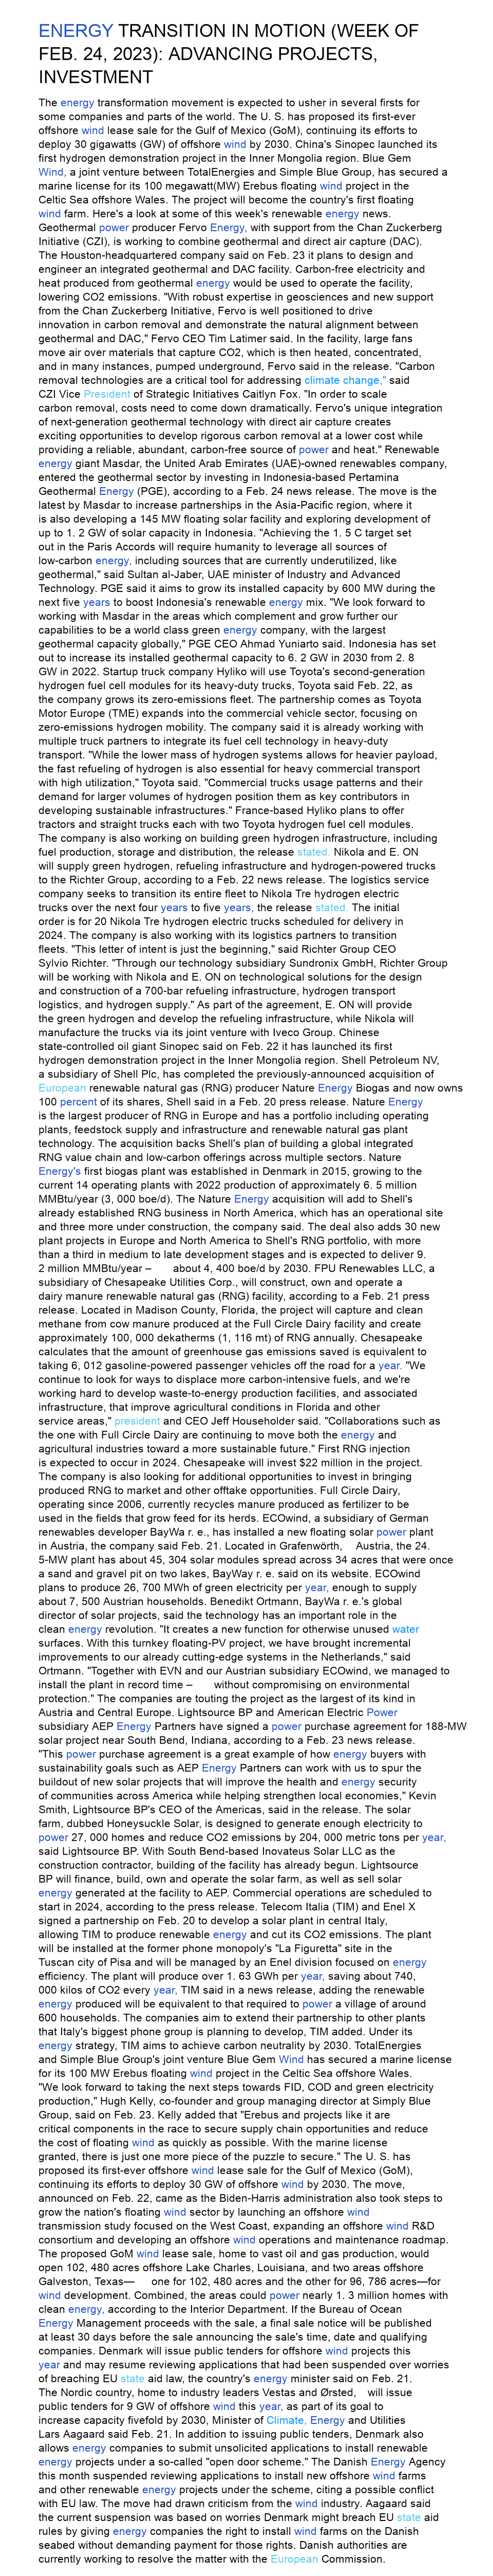 ENERGY TRANSITION IN MOTION (WEEK OF
FEB. 24, 2023): ADVANCING PROJECTS,
INVESTMENT
The energy transformation movement is expected to usher in several firsts for
some companies and parts of the world. The U. S. has proposed its first-ever
offshore wind lease sale for the Gulf of Mexico (GoM), continuing its efforts to
deploy 30 gigawatts (GW) of offshore wind by 2030. China's Sinopec launched its
first hydrogen demonstration project in the Inner Mongolia region. Blue Gem
Wind, a joint venture between TotalEnergies and Simple Blue Group, has secured a
marine license for its 100 megawatt(MW) Erebus floating wind project in the
Celtic Sea offshore Wales. The project will become the country's first floating
wind farm. Here's a look at some of this week's renewable energy news.
Geothermal power producer Fervo Energy, with support from the Chan Zuckerberg
Initiative (CZI), is working to combine geothermal and direct air capture (DAC).
The Houston-headquartered company said on Feb. 23 it plans to design and
engineer an integrated geothermal and DAC facility. Carbon-free electricity and
heat produced from geothermal energy would be used to operate the facility,
lowering CO2 emissions. "With robust expertise in geosciences and new support
from the Chan Zuckerberg Initiative, Fervo is well positioned to drive
innovation in carbon removal and demonstrate the natural alignment between
geothermal and DAC," Fervo CEO Tim Latimer said. In the facility, large fans
move air over materials that capture CO2, which is then heated, concentrated,
and in many instances, pumped underground, Fervo said in the release. "Carbon
removal technologies are a critical tool for addressing climate change," said
CZI Vice President of Strategic Initiatives Caitlyn Fox. "In order to scale
carbon removal, costs need to come down dramatically. Fervo's unique integration
of next-generation geothermal technology with direct air capture creates
exciting opportunities to develop rigorous carbon removal at a lower cost while
providing a reliable, abundant, carbon-free source of power and heat." Renewable
energy giant Masdar, the United Arab Emirates (UAE)-owned renewables company,
entered the geothermal sector by investing in Indonesia-based Pertamina
Geothermal Energy (PGE), according to a Feb. 24 news release. The move is the
latest by Masdar to increase partnerships in the Asia-Pacific region, where it
is also developing a 145 MW floating solar facility and exploring development of
up to 1. 2 GW of solar capacity in Indonesia. "Achieving the 1. 5 C target set
out in the Paris Accords will require humanity to leverage all sources of
low-carbon energy, including sources that are currently underutilized, like
geothermal," said Sultan al-Jaber, UAE minister of Industry and Advanced
Technology. PGE said it aims to grow its installed capacity by 600 MW during the
next five years to boost Indonesia's renewable energy mix. "We look forward to
working with Masdar in the areas which complement and grow further our
capabilities to be a world class green energy company, with the largest
geothermal capacity globally," PGE CEO Ahmad Yuniarto said. Indonesia has set
out to increase its installed geothermal capacity to 6. 2 GW in 2030 from 2. 8
GW in 2022. Startup truck company Hyliko will use Toyota's second-generation
hydrogen fuel cell modules for its heavy-duty trucks, Toyota said Feb. 22, as
the company grows its zero-emissions fleet. The partnership comes as Toyota
Motor Europe (TME) expands into the commercial vehicle sector, focusing on
zero-emissions hydrogen mobility. The company said it is already working with
multiple truck partners to integrate its fuel cell technology in heavy-duty
transport. "While the lower mass of hydrogen systems allows for heavier payload,
the fast refueling of hydrogen is also essential for heavy commercial transport
with high utilization," Toyota said. "Commercial trucks usage patterns and their
demand for larger volumes of hydrogen position them as key contributors in
developing sustainable infrastructures." France-based Hyliko plans to offer
tractors and straight trucks each with two Toyota hydrogen fuel cell modules.
The company is also working on building green hydrogen infrastructure, including
fuel production, storage and distribution, the release stated. Nikola and E. ON
will supply green hydrogen, refueling infrastructure and hydrogen-powered trucks
to the Richter Group, according to a Feb. 22 news release. The logistics service
company seeks to transition its entire fleet to Nikola Tre hydrogen electric
trucks over the next four years to five years, the release stated. The initial
order is for 20 Nikola Tre hydrogen electric trucks scheduled for delivery in
2024. The company is also working with its logistics partners to transition
fleets. "This letter of intent is just the beginning," said Richter Group CEO
Sylvio Richter. "Through our technology subsidiary Sundronix GmbH, Richter Group
will be working with Nikola and E. ON on technological solutions for the design
and construction of a 700-bar refueling infrastructure, hydrogen transport
logistics, and hydrogen supply." As part of the agreement, E. ON will provide
the green hydrogen and develop the refueling infrastructure, while Nikola will
manufacture the trucks via its joint venture with Iveco Group. Chinese
state-controlled oil giant Sinopec said on Feb. 22 it has launched its first
hydrogen demonstration project in the Inner Mongolia region. Shell Petroleum NV,
a subsidiary of Shell Plc, has completed the previously-announced acquisition of
European renewable natural gas (RNG) producer Nature Energy Biogas and now owns
100 percent of its shares, Shell said in a Feb. 20 press release. Nature Energy
is the largest producer of RNG in Europe and has a portfolio including operating
plants, feedstock supply and infrastructure and renewable natural gas plant
technology. The acquisition backs Shell's plan of building a global integrated
RNG value chain and low-carbon offerings across multiple sectors. Nature
Energy's first biogas plant was established in Denmark in 2015, growing to the
current 14 operating plants with 2022 production of approximately 6. 5 million
MMBtu/year (3, 000 boe/d). The Nature Energy acquisition will add to Shell's
already established RNG business in North America, which has an operational site
and three more under construction, the company said. The deal also adds 30 new
plant projects in Europe and North America to Shell's RNG portfolio, with more
than a third in medium to late development stages and is expected to deliver 9.
2 million MMBtu/year – about 4, 400 boe/d by 2030. FPU Renewables LLC, a
subsidiary of Chesapeake Utilities Corp., will construct, own and operate a
dairy manure renewable natural gas (RNG) facility, according to a Feb. 21 press
release. Located in Madison County, Florida, the project will capture and clean
methane from cow manure produced at the Full Circle Dairy facility and create
approximately 100, 000 dekatherms (1, 116 mt) of RNG annually. Chesapeake
calculates that the amount of greenhouse gas emissions saved is equivalent to
taking 6, 012 gasoline-powered passenger vehicles off the road for a year. "We
continue to look for ways to displace more carbon-intensive fuels, and we're
working hard to develop waste-to-energy production facilities, and associated
infrastructure, that improve agricultural conditions in Florida and other
service areas," president and CEO Jeff Householder said. "Collaborations such as
the one with Full Circle Dairy are continuing to move both the energy and
agricultural industries toward a more sustainable future." First RNG injection
is expected to occur in 2024. Chesapeake will invest $22 million in the project.
The company is also looking for additional opportunities to invest in bringing
produced RNG to market and other offtake opportunities. Full Circle Dairy,
operating since 2006, currently recycles manure produced as fertilizer to be
used in the fields that grow feed for its herds. ECOwind, a subsidiary of German
renewables developer BayWa r. e., has installed a new floating solar power plant
in Austria, the company said Feb. 21. Located in Grafenwörth, Austria, the 24.
5-MW plant has about 45, 304 solar modules spread across 34 acres that were once
a sand and gravel pit on two lakes, BayWay r. e. said on its website. ECOwind
plans to produce 26, 700 MWh of green electricity per year, enough to supply
about 7, 500 Austrian households. Benedikt Ortmann, BayWa r. e.'s global
director of solar projects, said the technology has an important role in the
clean energy revolution. "It creates a new function for otherwise unused water
surfaces. With this turnkey floating-PV project, we have brought incremental
improvements to our already cutting-edge systems in the Netherlands," said
Ortmann. "Together with EVN and our Austrian subsidiary ECOwind, we managed to
install the plant in record time – without compromising on environmental
protection." The companies are touting the project as the largest of its kind in
Austria and Central Europe. Lightsource BP and American Electric Power
subsidiary AEP Energy Partners have signed a power purchase agreement for 188-MW
solar project near South Bend, Indiana, according to a Feb. 23 news release.
"This power purchase agreement is a great example of how energy buyers with
sustainability goals such as AEP Energy Partners can work with us to spur the
buildout of new solar projects that will improve the health and energy security
of communities across America while helping strengthen local economies," Kevin
Smith, Lightsource BP's CEO of the Americas, said in the release. The solar
farm, dubbed Honeysuckle Solar, is designed to generate enough electricity to
power 27, 000 homes and reduce CO2 emissions by 204, 000 metric tons per year,
said Lightsource BP. With South Bend-based Inovateus Solar LLC as the
construction contractor, building of the facility has already begun. Lightsource
BP will finance, build, own and operate the solar farm, as well as sell solar
energy generated at the facility to AEP. Commercial operations are scheduled to
start in 2024, according to the press release. Telecom Italia (TIM) and Enel X
signed a partnership on Feb. 20 to develop a solar plant in central Italy,
allowing TIM to produce renewable energy and cut its CO2 emissions. The plant
will be installed at the former phone monopoly's "La Figuretta" site in the
Tuscan city of Pisa and will be managed by an Enel division focused on energy
efficiency. The plant will produce over 1. 63 GWh per year, saving about 740,
000 kilos of CO2 every year, TIM said in a news release, adding the renewable
energy produced will be equivalent to that required to power a village of around
600 households. The companies aim to extend their partnership to other plants
that Italy's biggest phone group is planning to develop, TIM added. Under its
energy strategy, TIM aims to achieve carbon neutrality by 2030. TotalEnergies
and Simple Blue Group's joint venture Blue Gem Wind has secured a marine license
for its 100 MW Erebus floating wind project in the Celtic Sea offshore Wales.
"We look forward to taking the next steps towards FID, COD and green electricity
production," Hugh Kelly, co-founder and group managing director at Simply Blue
Group, said on Feb. 23. Kelly added that "Erebus and projects like it are
critical components in the race to secure supply chain opportunities and reduce
the cost of floating wind as quickly as possible. With the marine license
granted, there is just one more piece of the puzzle to secure." The U. S. has
proposed its first-ever offshore wind lease sale for the Gulf of Mexico (GoM),
continuing its efforts to deploy 30 GW of offshore wind by 2030. The move,
announced on Feb. 22, came as the Biden-Harris administration also took steps to
grow the nation's floating wind sector by launching an offshore wind
transmission study focused on the West Coast, expanding an offshore wind R&D
consortium and developing an offshore wind operations and maintenance roadmap.
The proposed GoM wind lease sale, home to vast oil and gas production, would
open 102, 480 acres offshore Lake Charles, Louisiana, and two areas offshore
Galveston, Texas— one for 102, 480 acres and the other for 96, 786 acres—for
wind development. Combined, the areas could power nearly 1. 3 million homes with
clean energy, according to the Interior Department. If the Bureau of Ocean
Energy Management proceeds with the sale, a final sale notice will be published
at least 30 days before the sale announcing the sale's time, date and qualifying
companies. Denmark will issue public tenders for offshore wind projects this
year and may resume reviewing applications that had been suspended over worries
of breaching EU state aid law, the country's energy minister said on Feb. 21.
The Nordic country, home to industry leaders Vestas and Ørsted, will issue
public tenders for 9 GW of offshore wind this year, as part of its goal to
increase capacity fivefold by 2030, Minister of Climate, Energy and Utilities
Lars Aagaard said Feb. 21. In addition to issuing public tenders, Denmark also
allows energy companies to submit unsolicited applications to install renewable
energy projects under a so-called "open door scheme." The Danish Energy Agency
this month suspended reviewing applications to install new offshore wind farms
and other renewable energy projects under the scheme, citing a possible conflict
with EU law. The move had drawn criticism from the wind industry. Aagaard said
the current suspension was based on worries Denmark might breach EU state aid
rules by giving energy companies the right to install wind farms on the Danish
seabed without demanding payment for those rights. Danish authorities are
currently working to resolve the matter with the European Commission.